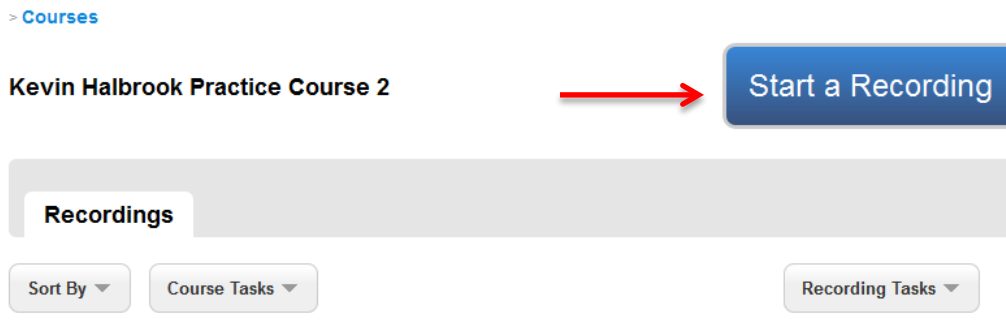 > Courses
Kevin Halbrook Practice Course 2
Start a Recording
Recordings
Sort By
Course Tasks
Recording Tasks